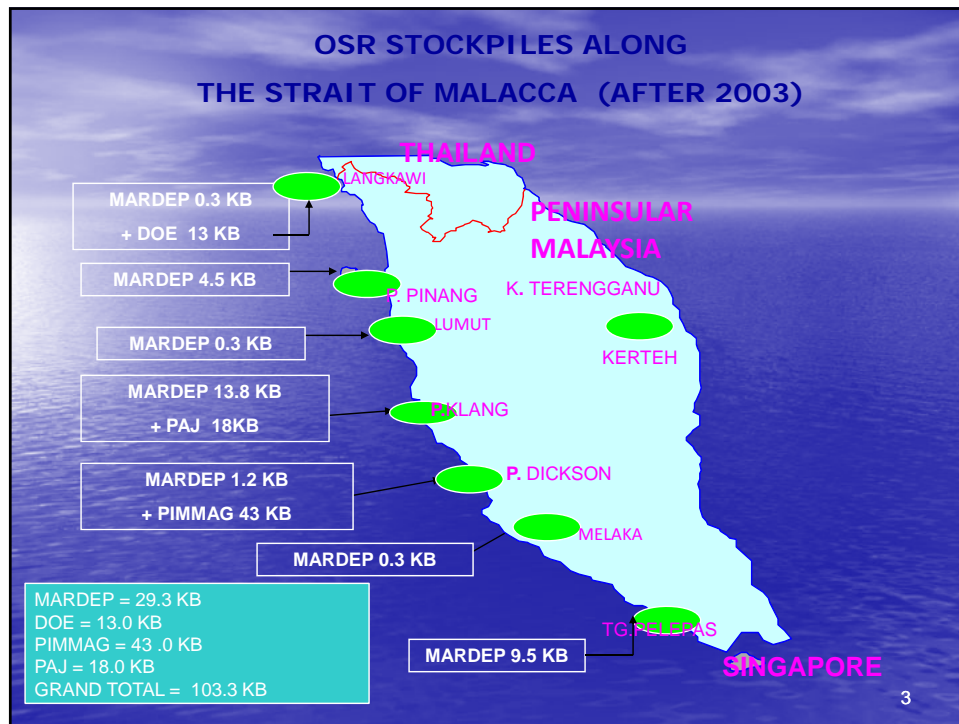 OSR STOCKPILES ALONG
THE STRAIT OF MALACCA (AFTER 2003)
THAILAND
LANGKAWI
MARDEP 0.3 KB
+ DOE 13 KB
PENINSULAR
MALAYSIA
MARDEP 4.5 KB
P. PINANG
K. TERENGGANU
LUMUT
MARDEP 0.3 KB
KERTEH
MARDEP 13.8 KB
+ PAJ 18KB
P.KLANG
MARDEP 1.2 KB
+ PIMMAG 43 KB
P. DICKSON
MELAKA
MARDEP 0.3 KB
MARDEP = 29.3 KB
DOE = 13.0 KB
PIMMAG = 43 .0 KB
PAJ = 18.0 KB
GRAND TOTAL = 103.3 KB
TG.PELEPAS
MARDEP 9.5 KB
SINGAPORE
3